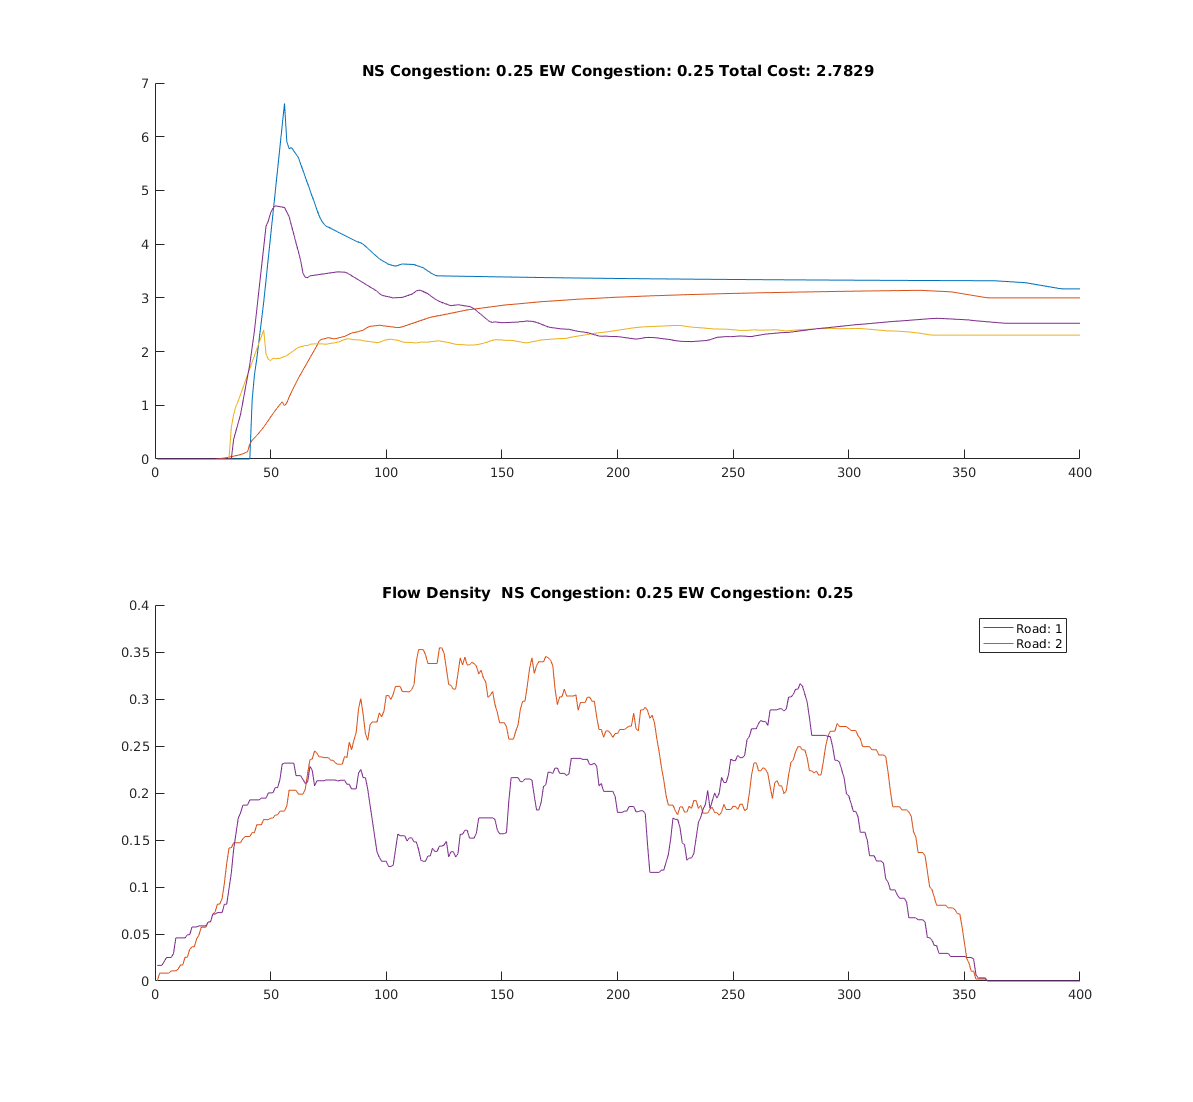 NS Congestion: 0.25 EW Congestion: 0.25 Total Cost: 2.7829
7
6
5
4
3
2
1
0
0 50 100 150 200 250 300 350 400
Flow Density  NS Congestion: 0.25 EW Congestion: 0.25
0.4
Road: 1
Road: 2
0.35
0.3
0.25
0.2
0.15
0.1
0.05
0
0 50 100 150 200 250 300 350 400